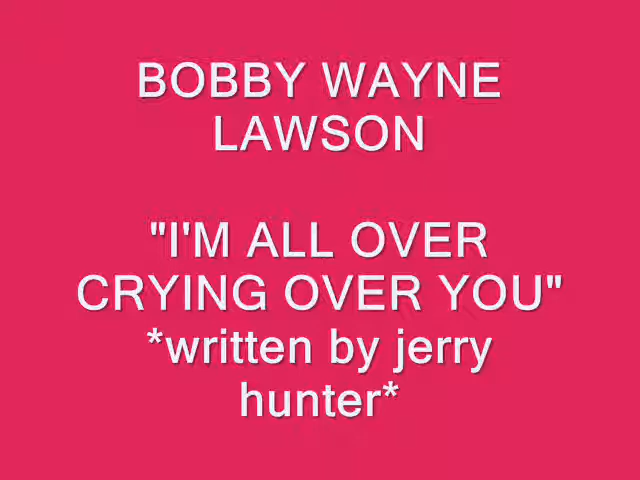 BOBBY WAYNE
LAWSON
"I'M ALL OVER
CRYING OVER YOU"
*written by jerry
hunter*